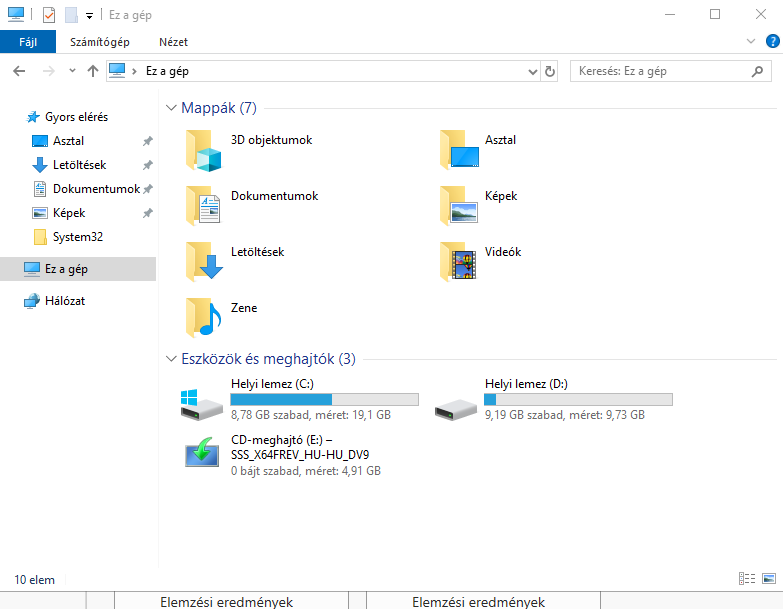 Ez a gép
Fájl
Számítógép
Nézet
?
Ez a gép
Keresés: Ez a gép
Gyors elérés
Asztal
Letöltések
Dokumentumok
Képek
System32
Ez a gép
Hálózat
Mappák (7)
3D objektumok
Asztal
Dokumentumok
Képek
Letöltések
Videók
Zene
Eszközök és meghajtók (3)
Helyi lemez (C:)
8,78 GB szabad, méret: 19,1 GB
Helyi lemez (D:)
9,19 GB szabad, méret: 9,73 GB
CD-meghajtó (E:) –
SSS_X64FREV_HU-HU_DV9
0 bájt szabad, méret: 4,91 GB
10 elem
Elemzési eredmények
Elemzési eredmények